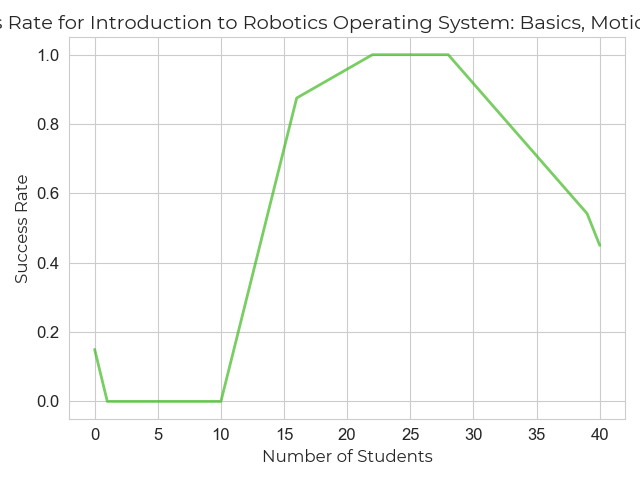 Rate for Introduction to Robotics Operating System: Basics, 
1.0
0.8
0.6
0.4
0.2
0.0
Success Rate
0 5 10 15 20 25 30 35 40
Number of Students